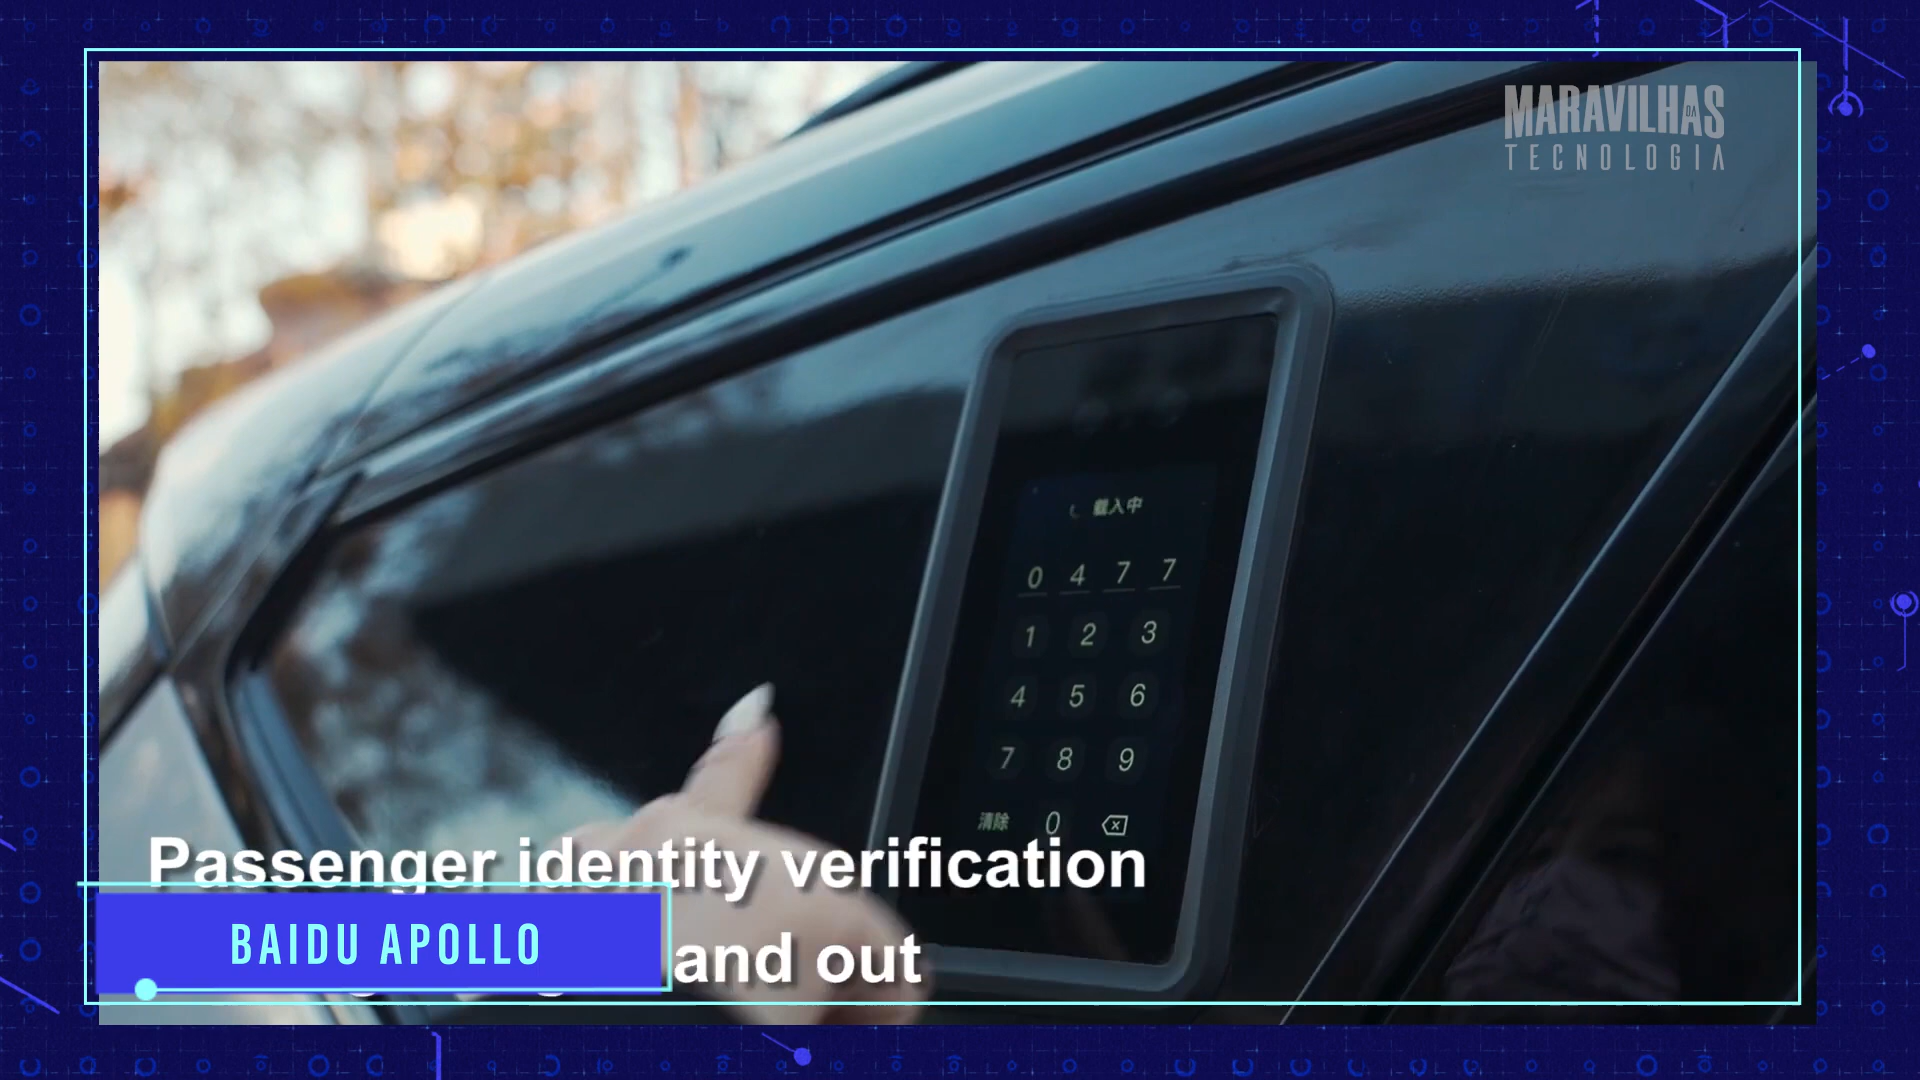 MARAVILHAS
DA
TECNOLOGIA
載入中
0 4 7 7
1 2 3
4 5 6
7 8 9
清除 0
Passenger identity verification
and out
BAIDU APOLLO